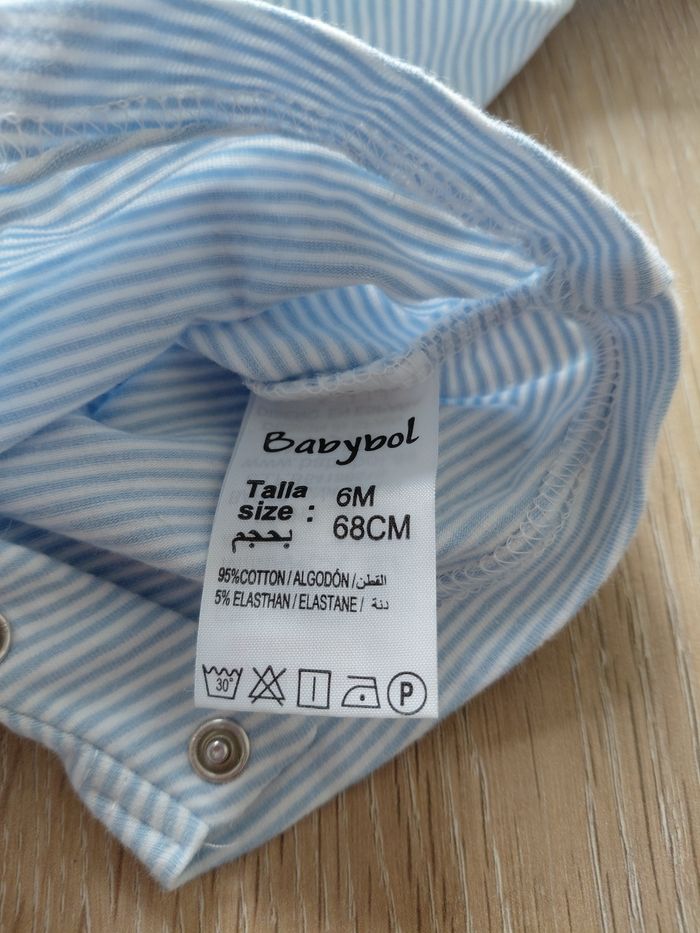 Babybol
Talla
size : 6M
بحجم 68CM
95%COTTON/ALGODÓN/القطن
5% ELASTHAN/ELASTANE/ دنة
30°
P